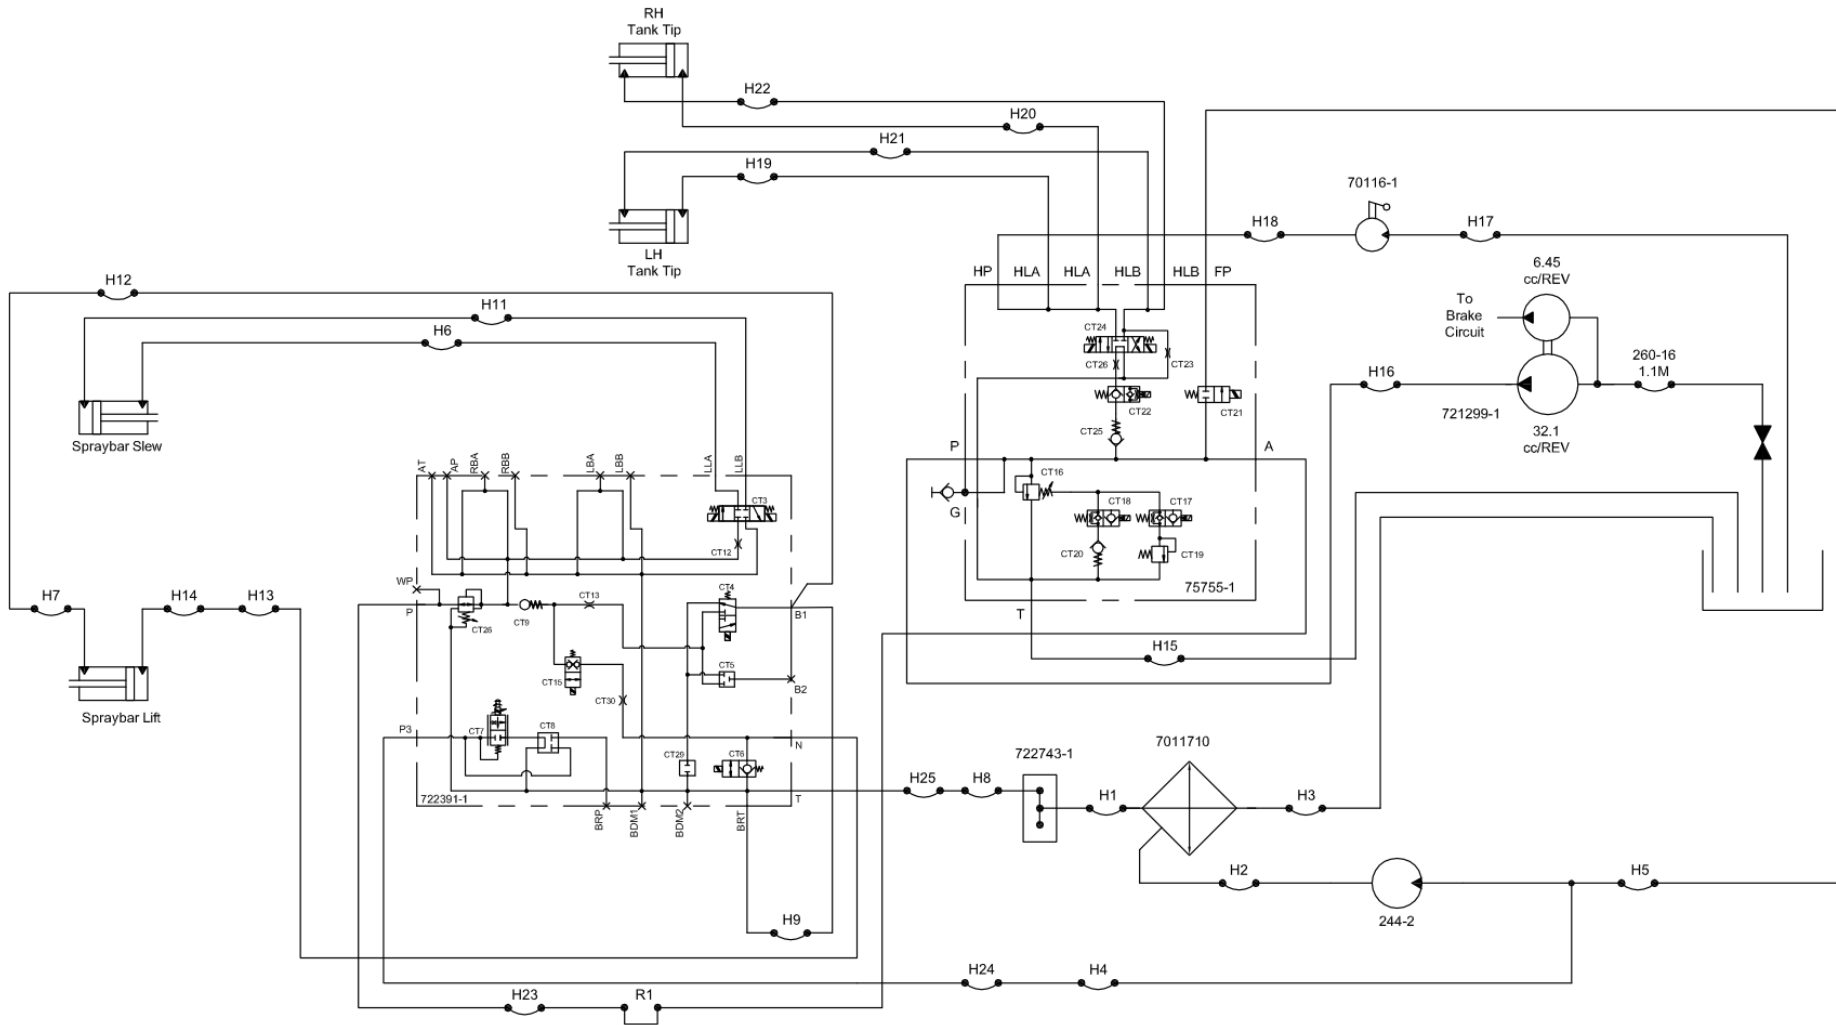 RH
Tank Tip
H22
H20
H21
H19
LH
Tank Tip
70116-1
H18
H17
6.45
cc/REV
To
Brake
Circuit
260-16
1.1M
H16
721299-1
32.1
cc/REV
HP
HLA
HLA
HLB
HLB
FP
CT24
CT26
CT23
CT22
CT21
CT25
P
A
CT16
G
CT18
CT17
CT20
CT19
75755-1
T
H15
H12
H11
H6
Spraybar Slew
H7
H14
H13
Spraybar Lift
AT
AP
RBA
RBB
LBA
LBB
LLA
LLB
CT3
CT12
WP
P
CT26
CT9
CT13
CT4
B1
CT15
CT5
CT30
B2
P3
CT7
CT8
CT29
CT6
N
722391-1
T
BRP
BDM1
BDM2
BRT
H9
H25
H8
722743-1
H1
7011710
H3
H2
244-2
H5
H24
H4
H23
R1